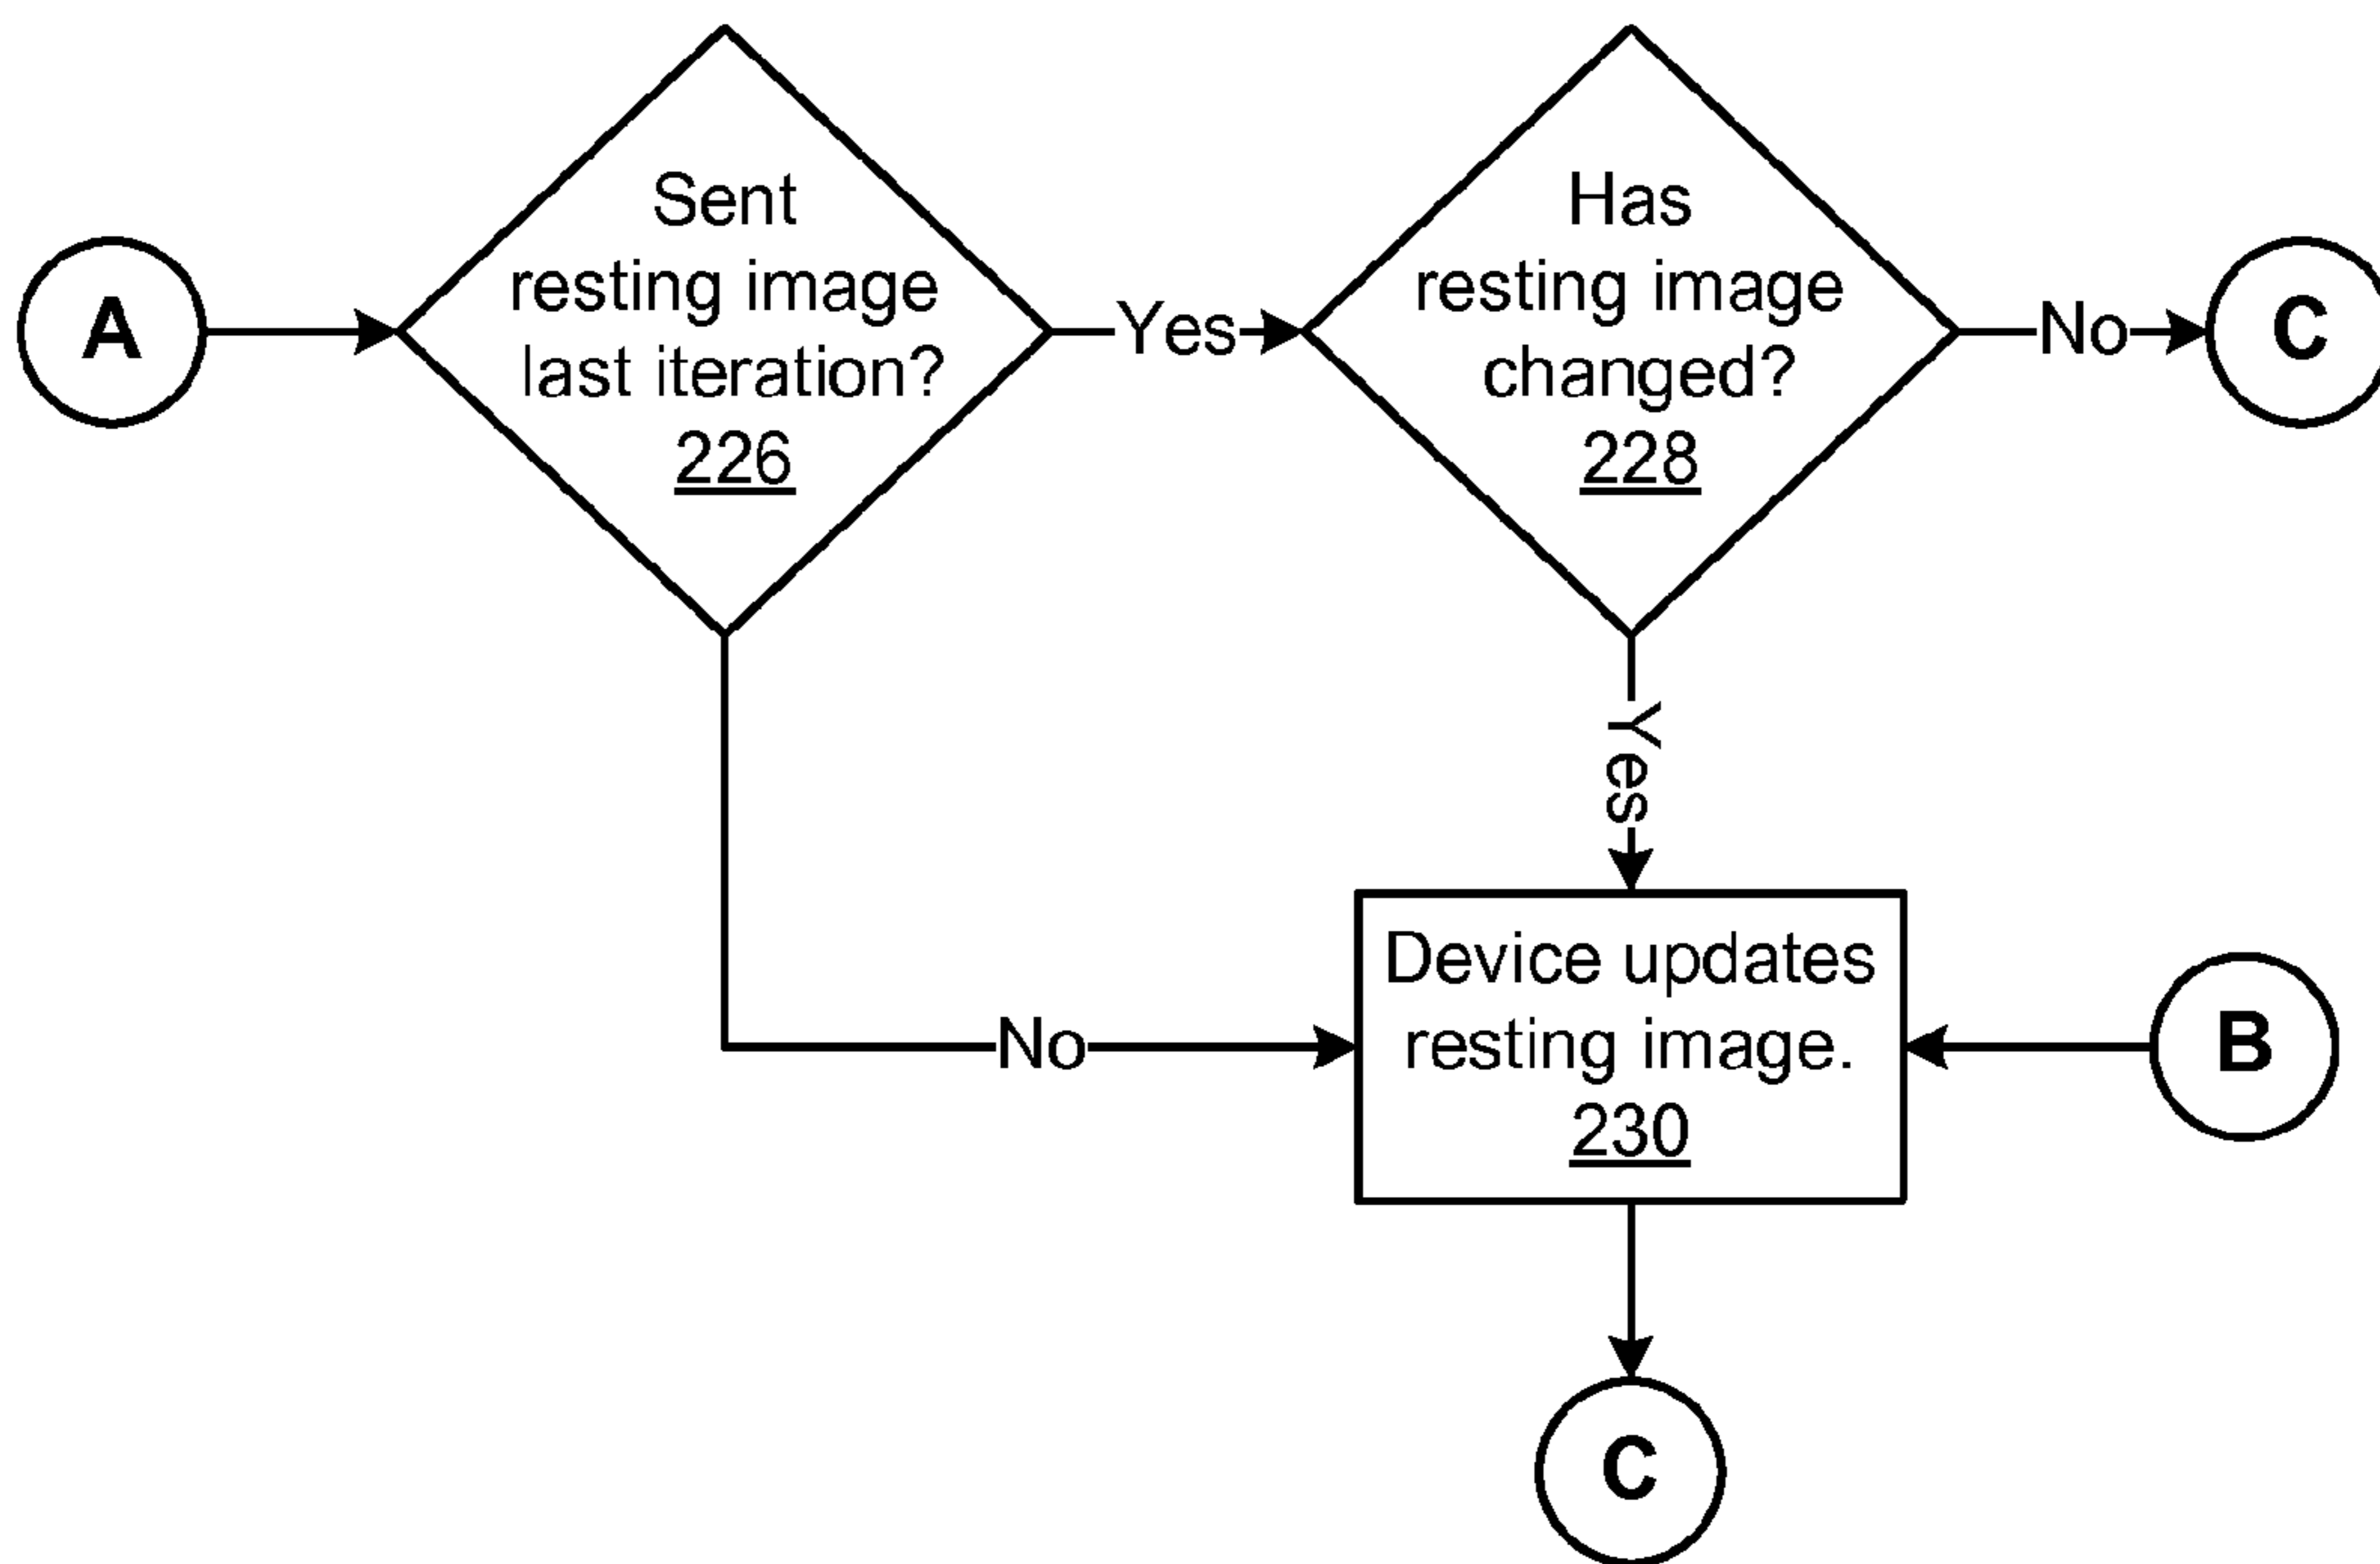 A
Sent
resting image
last iteration?
226
Yes
Has
resting image
changed?
228
No
C
Yes
Device updates
resting image.
230
No
B
C